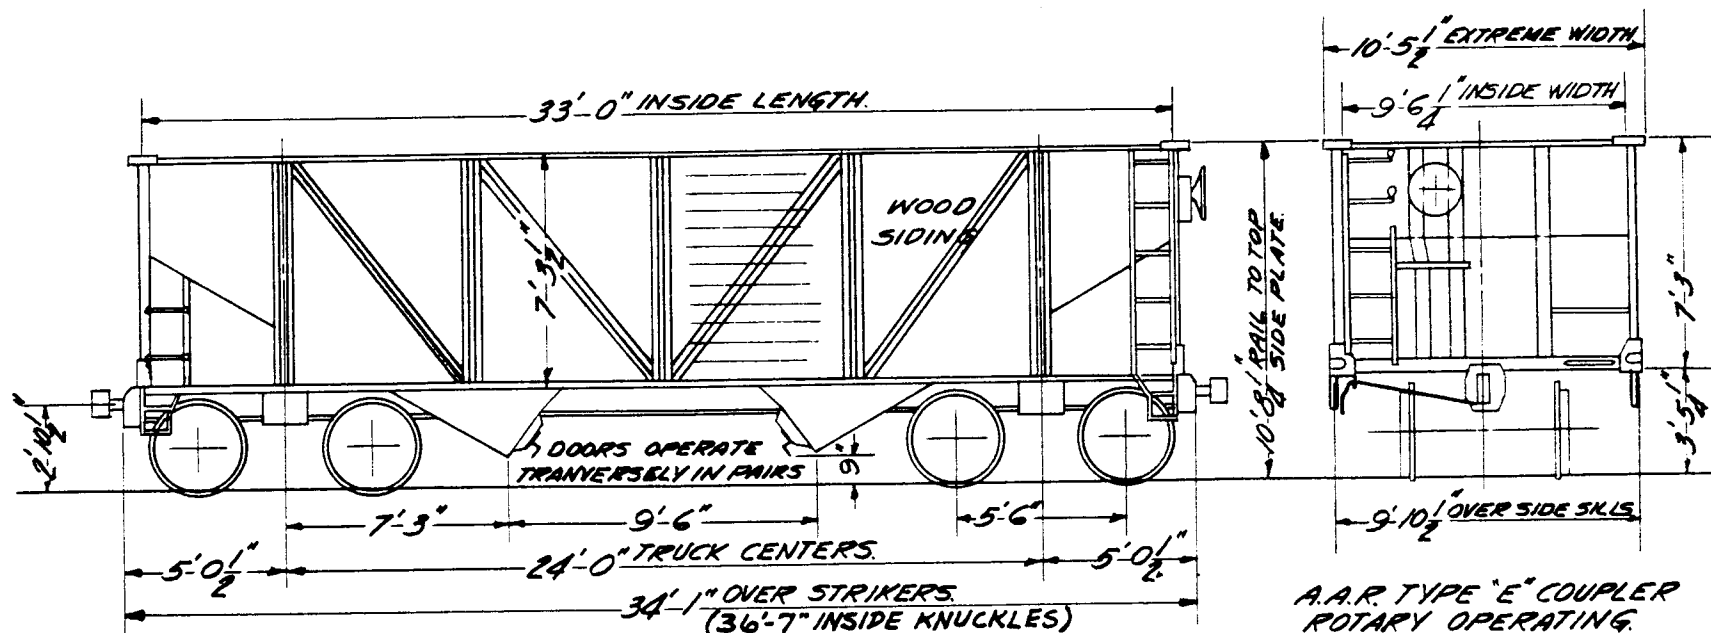 10'-5 1/2" EXTREME WIDTH
9'-6 1/4" INSIDE WIDTH
33'-0" INSIDE LENGTH.
WOOD
SIDING
7'-3 1/2"
10'-8 1/4" RAIL TO TOP
SIDE PLATE.
7'-3"
3'-5 1/4"
2'-10 1/2"
DOORS OPERATE
TRANVERSELY IN PAIRS
9"
7'-3"
9'-6"
5'-6"
9'-10 1/2" OVER SIDE SILLS
5'-0 1/2"
24'-0" TRUCK CENTERS.
5'-0 1/2"
34'-1" OVER STRIKERS.
(36'-7" INSIDE KNUCKLES)
A.A.R. TYPE "E" COUPLER
ROTARY OPERATING.